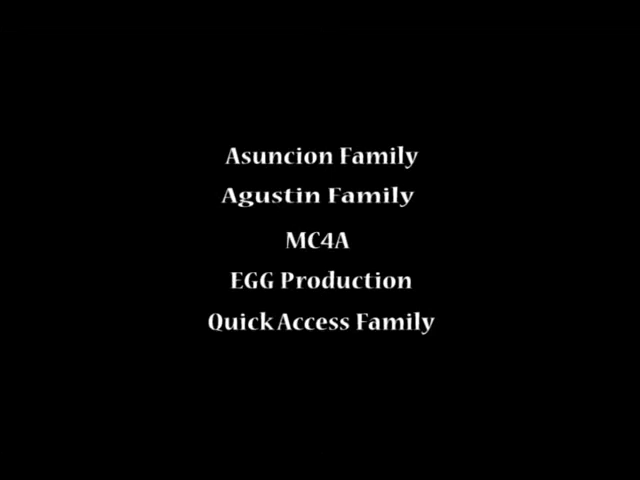 Asuncion Family
Agustin Family
MC4A
EGG Production
Quick Access Family